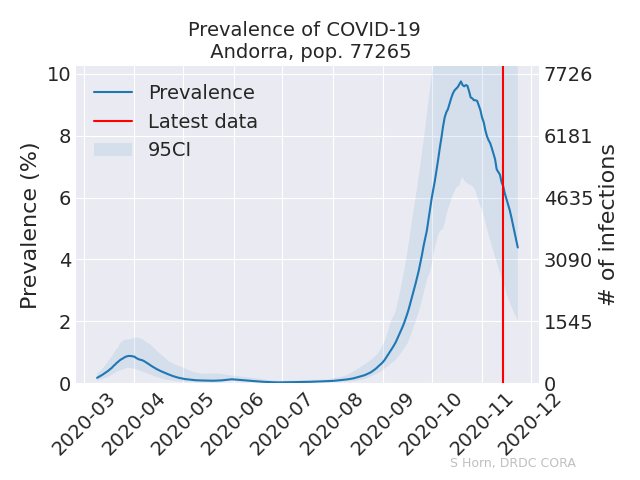 Prevalence of COVID-19
Andorra, pop. 77265
Prevalence
Latest data
95CI
Prevalence (%)
10
8
6
4
2
0
# of infections
7726
6181
4635
3090
1545
0
2020-03
2020-04
2020-05
2020-06
2020-07
2020-08
2020-09
2020-10
2020-11
2020-12
S Horn, DRDC CORA